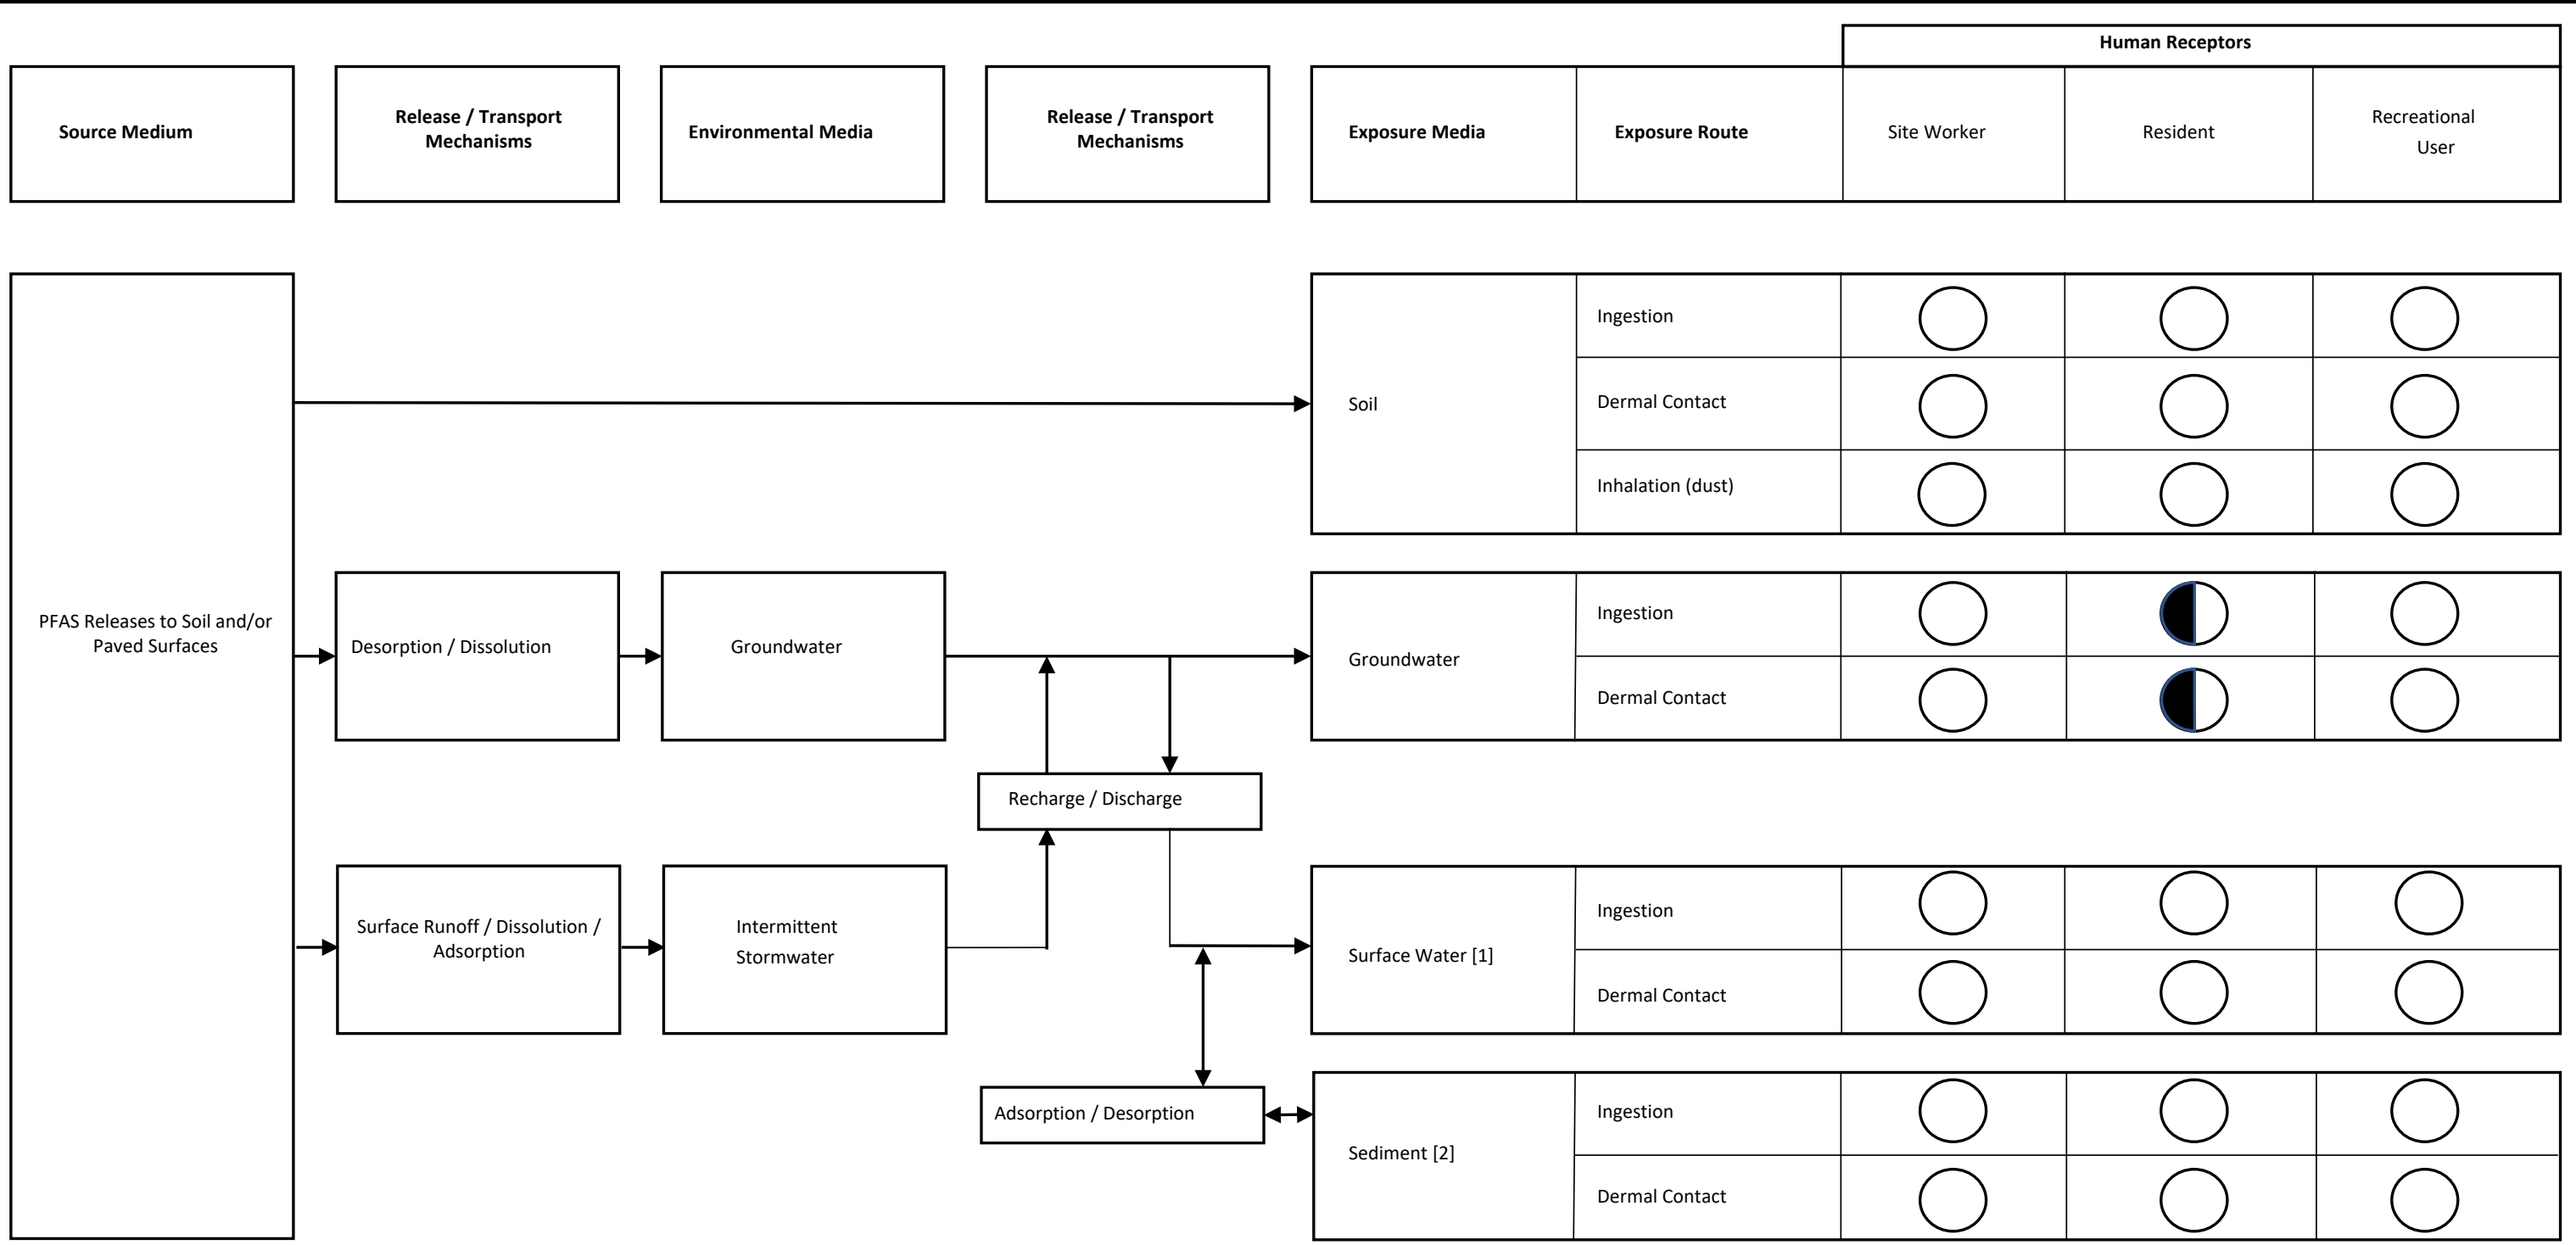 Human Receptors
Source Medium
Release / Transport
Mechanisms
Environmental Media
Release / Transport
Mechanisms
Exposure Media
Exposure Route
Site Worker
Resident
Recreational
User
PFAS Releases to Soil and/or
Paved Surfaces
Soil
Ingestion
Dermal Contact
Inhalation (dust)
Desorption / Dissolution
Groundwater
Groundwater
Ingestion
Dermal Contact
Recharge / Discharge
Surface Runoff / Dissolution /
Adsorption
Intermittent
Stormwater
Surface Water [1]
Ingestion
Dermal Contact
Adsorption / Desorption
Sediment [2]
Ingestion
Dermal Contact